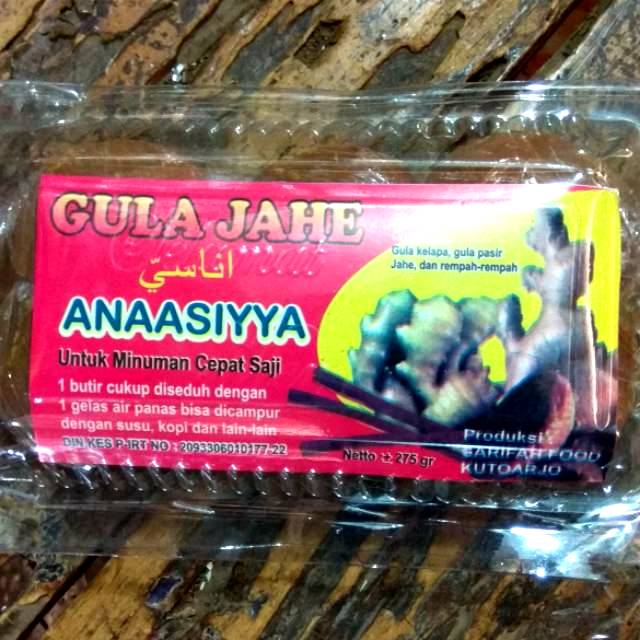 GULA JAHE
اناسيّ
ANAASIYYA
Untuk Minuman Cepat Saji
1 butir cukup diseduh dengan
1 gelas air panas bisa dicampur
dengan susu, kopi dan lain-lain
DIN KES P-IRT NO : 2093306010177-22
Netto ± 275 gr
Gula kelapa, gula pasir
Jahe, dan rempah-rempah
Produksi :
SARIFAH FOOD
KUTOARJO